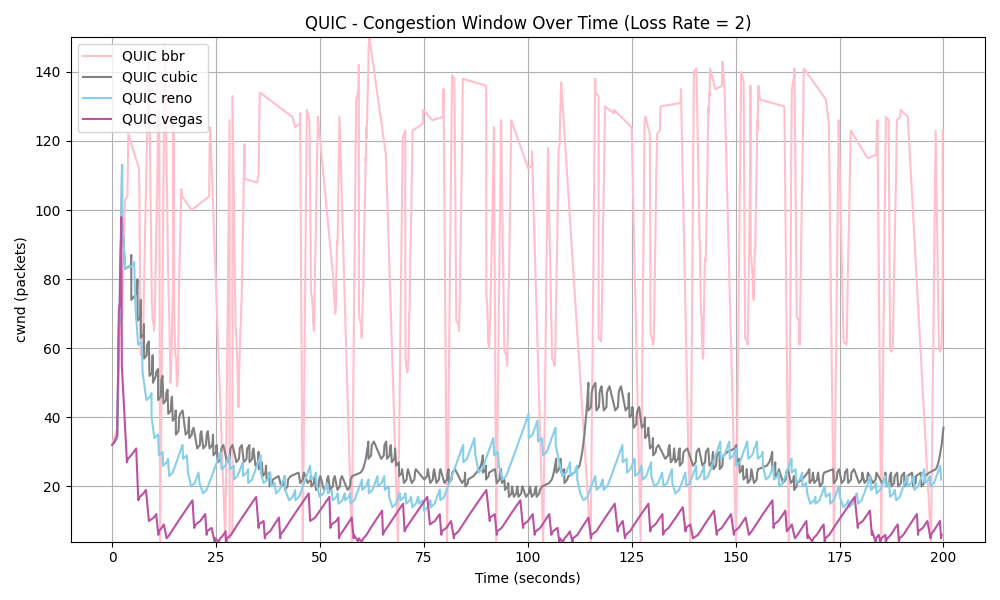 QUIC - Congestion Window Over Time (Loss Rate = 2)
QUIC bbr
QUIC cubic
QUIC reno
QUIC vegas
cwnd (packets)
140
120
100
80
60
40
20
0
25
50
75
100
125
150
175
200
Time (seconds)